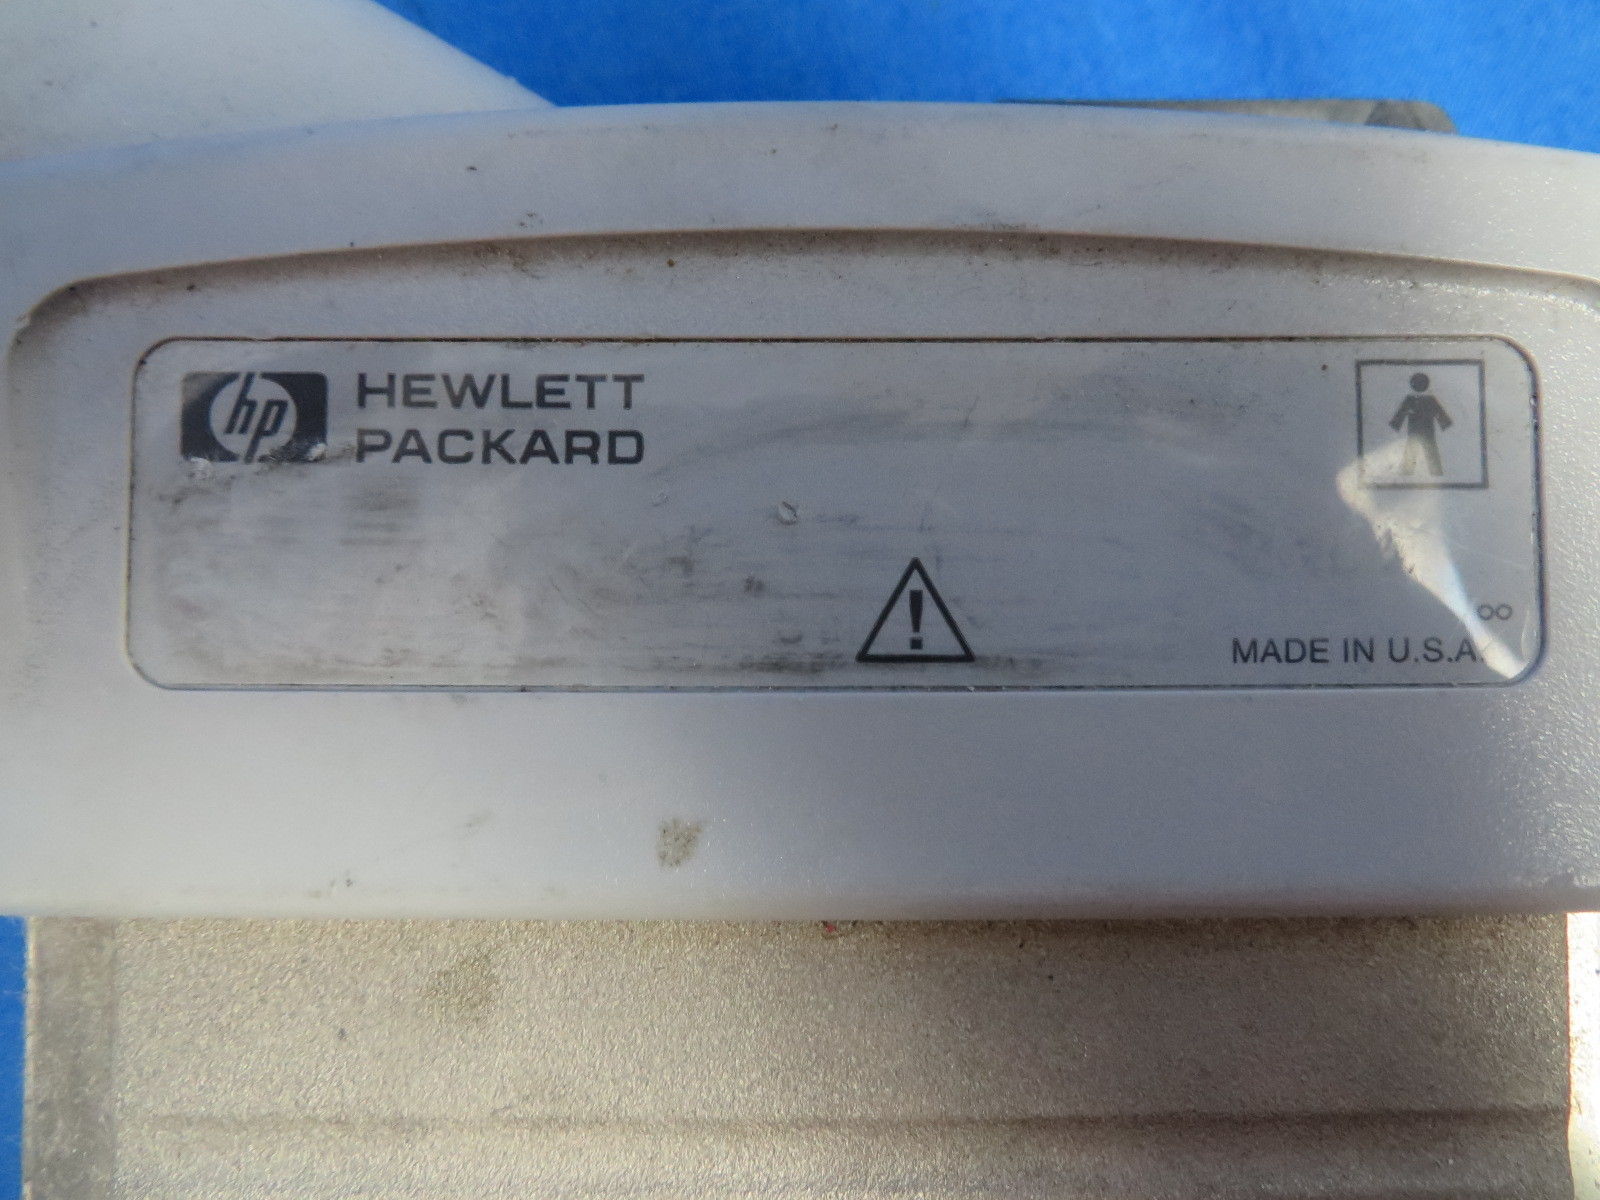 hp HEWLETT
PACKARD
!
MADE IN U.S.A.